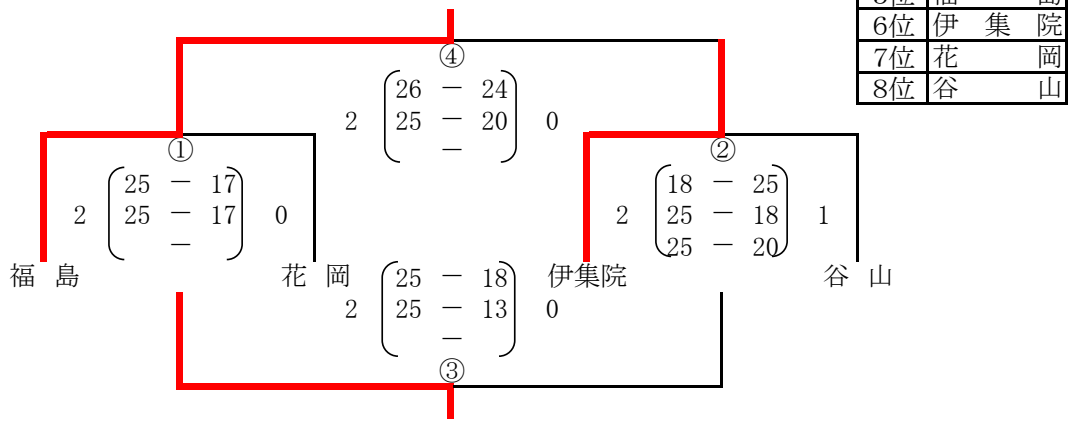 6位 伊集院
7位 花岡
8位 谷山
④
26 － 24
2 25 － 20 0
－
①
25 － 17
2 25 － 17 0
－
②
18 － 25
2 25 － 18 1
25 － 20
福島 花岡 伊集院 谷山
25 － 18
2 25 － 13 0
－
③